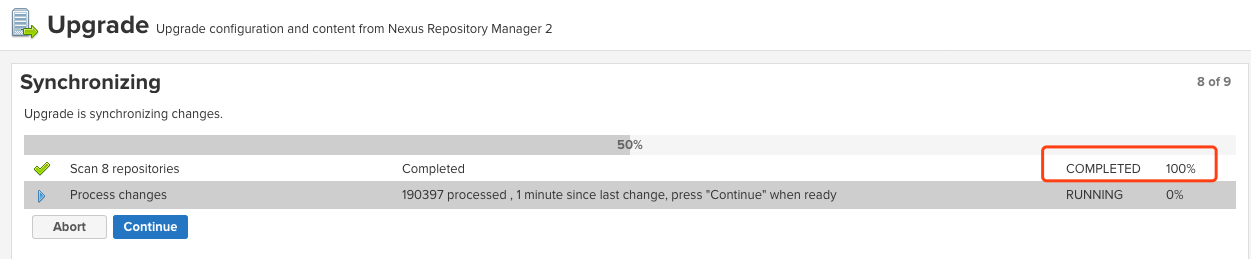 Upgrade Upgrade configuration and content from Nexus Repository Manager 2
Synchronizing 8 of 9
Upgrade is synchronizing changes.
50%
Scan 8 repositories Completed COMPLETED 100%
Process changes 190397 processed , 1 minute since last change, press "Continue" when ready RUNNING 0%
Abort Continue